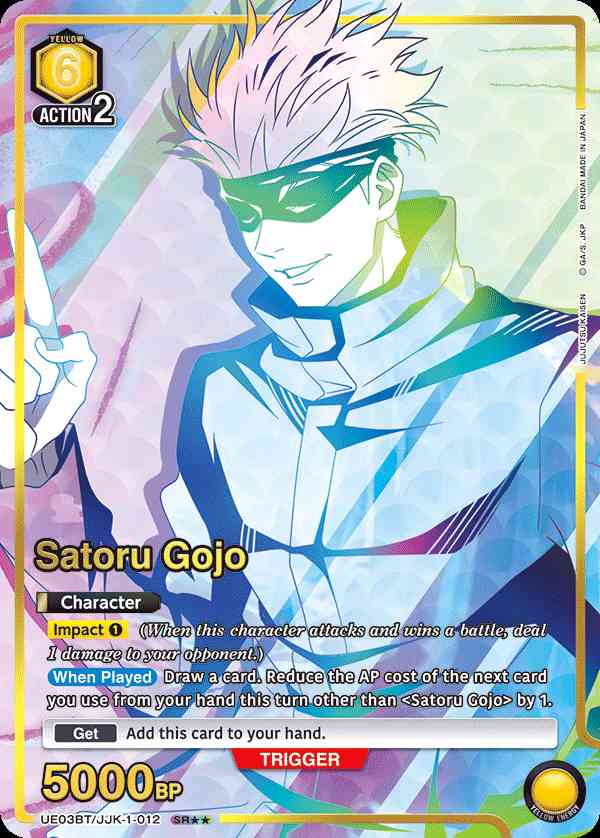 YELLOW
6
ACTION 2
JUJUTSU KAISEN © GA/S, JKP BANDAI MADE IN JAPAN
Satoru Gojo
Character
Impact ❶ (When this character attacks and wins a battle, deal
1 damage to your opponent.)
When Played Draw a card. Reduce the AP cost of the next card
you use from your hand this turn other than <Satoru Gojo> by 1.
Get Add this card to your hand.
TRIGGER
5000BP
UE03BT/JJK-1-012 SR★★
YELLOW ENERGY